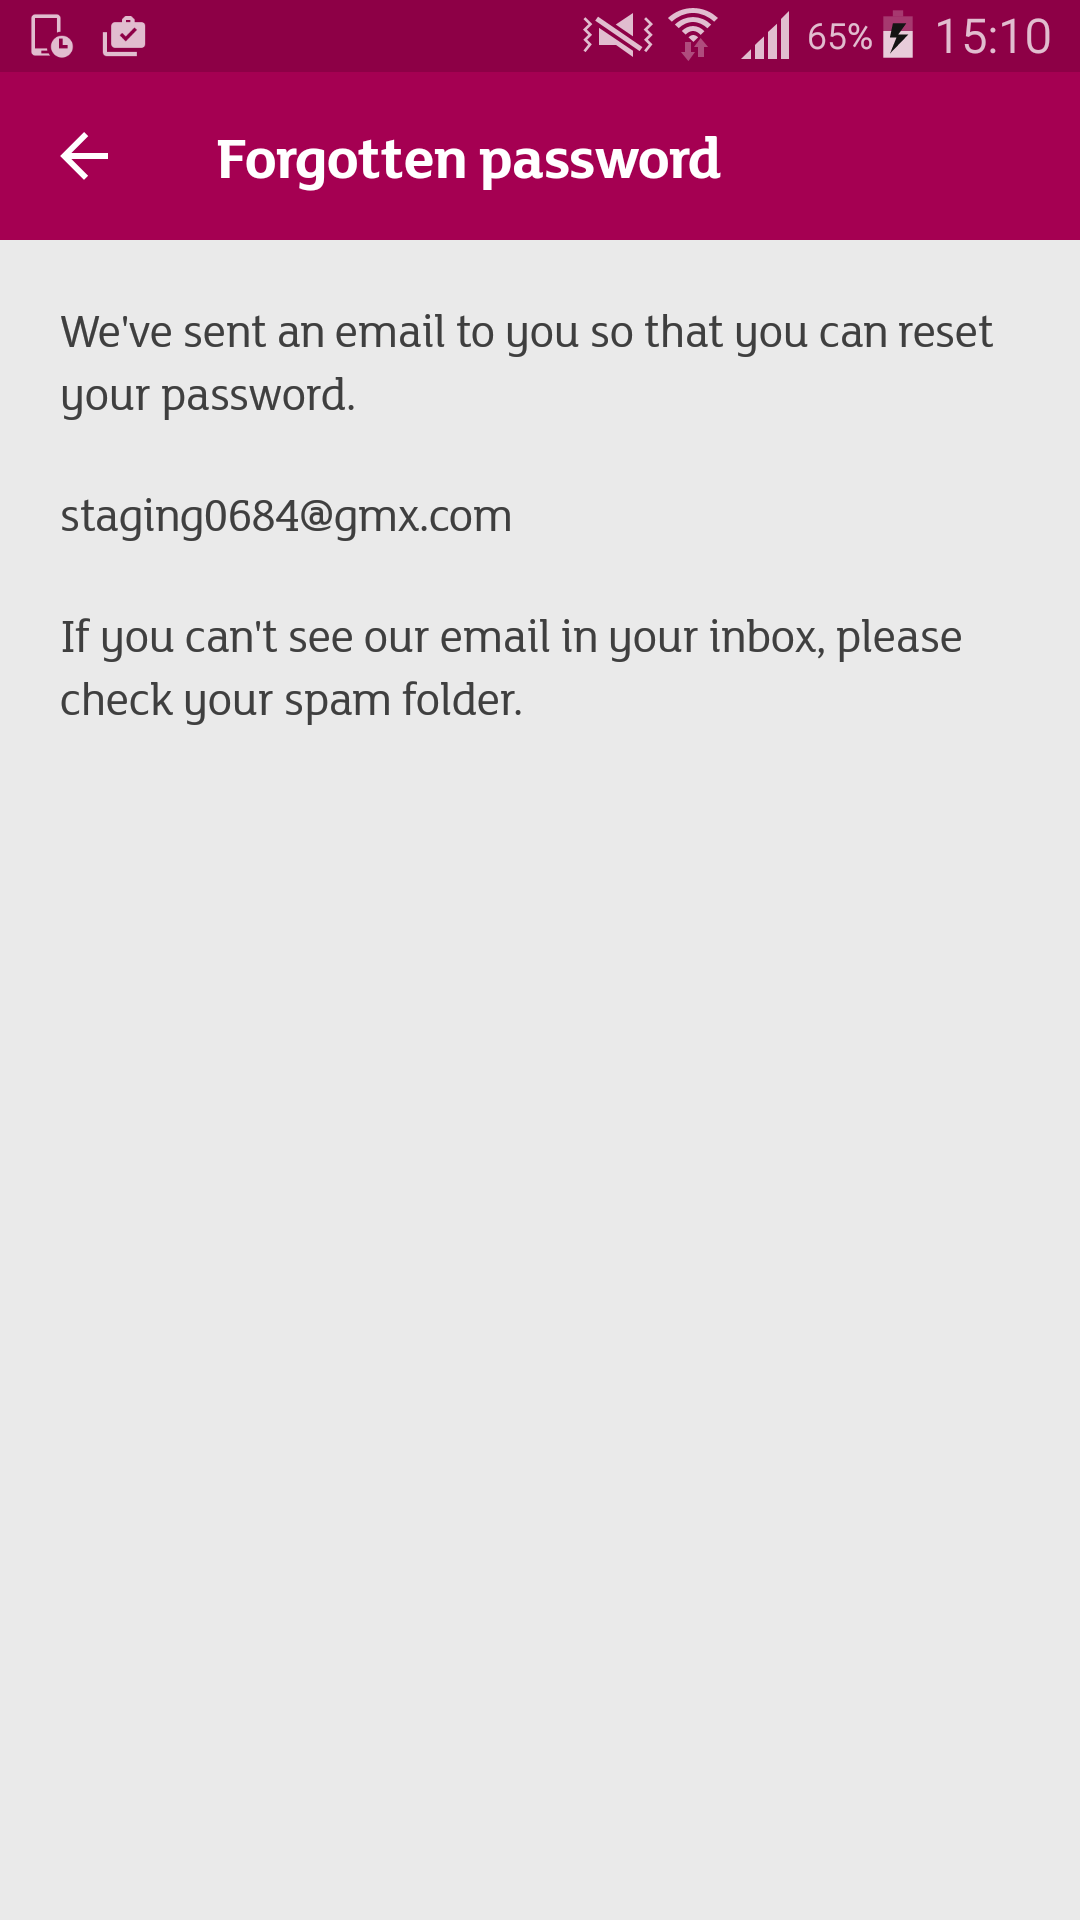 65% 15:10
Forgotten password
We've sent an email to you so that you can reset
your password.
staging0684@gmx.com
If you can't see our email in your inbox, please
check your spam folder.